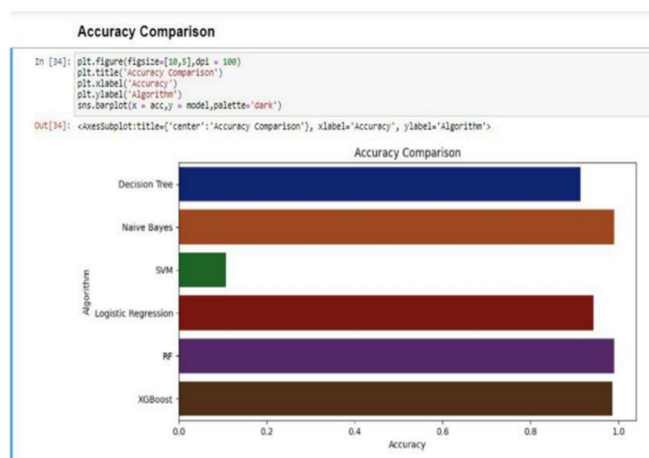 Accuracy Comparison
In [34]: plt.figure(figsize=[10,5],dpi = 100)
plt.title('Accuracy Comparison')
plt.xlabel('Accuracy')
plt.ylabel('Algorithm')
sns.barplot(x = acc,y = model,palette='dark')
Out[34]: <AxesSubplot:title={'center':'Accuracy Comparison'}, xlabel='Accuracy', ylabel='Algorithm'>
Accuracy Comparison
Algorithm
Decision Tree
Naive Bayes
SVM
Logistic Regression
RF
XGBoost
0.0 0.2 0.4 0.6 0.8 1.0
Accuracy